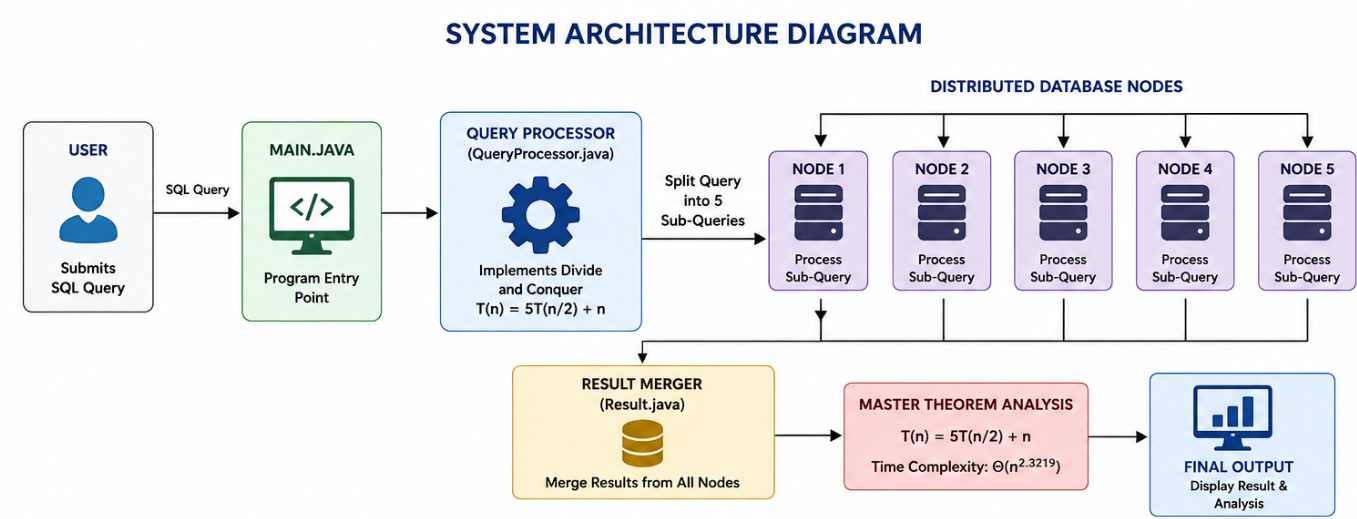 SYSTEM ARCHITECTURE DIAGRAM
DISTRIBUTED DATABASE NODES
USER
Submits
SQL Query
SQL Query
MAIN.JAVA
</>
Program Entry
Point
QUERY PROCESSOR
(QueryProcessor.java)
Implements Divide
and Conquer
T(n) = 5T(n/2) + n
Split Query
into 5
Sub-Queries
NODE 1
Process
Sub-Query
NODE 2
Process
Sub-Query
NODE 3
Process
Sub-Query
NODE 4
Process
Sub-Query
NODE 5
Process
Sub-Query
RESULT MERGER
(Result.java)
Merge Results from All Nodes
MASTER THEOREM ANALYSIS
T(n) = 5T(n/2) + n
Time Complexity: Θ(n^2.3219)
FINAL OUTPUT
Display Result &
Analysis